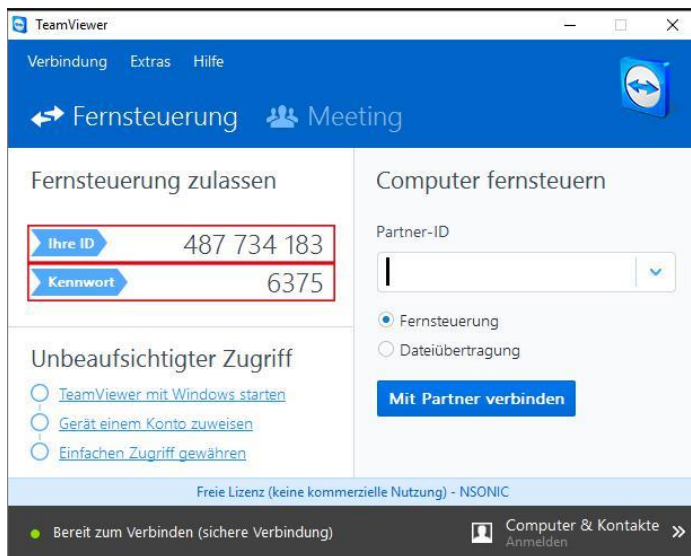 TeamViewer
Verbindung Extras Hilfe
Fernsteuerung Meeting
Fernsteuerung zulassen
Ihre ID 487 734 183
Kennwort 6375
Unbeaufsichtigter Zugriff
TeamViewer mit Windows starten
Gerät einem Konto zuweisen
Einfachen Zugriff gewähren
Computer fernsteuern
Partner-ID
Fernsteuerung
Dateiübertragung
Mit Partner verbinden
Freie Lizenz (keine kommerzielle Nutzung) - NSONIC
Bereit zum Verbinden (sichere Verbindung)
Computer & Kontakte
Anmelden